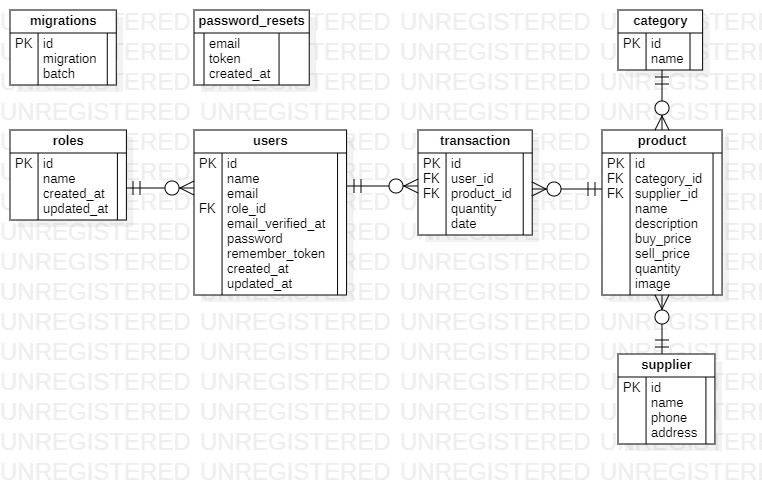 migrations
PK id
migration
batch
password_resets
email
token
created_at
category
PK id
name
roles
PK id
name
created_at
updated_at
users
PK id
name
email
FK role_id
email_verified_at
password
remember_token
created_at
updated_at
transaction
PK id
FK user_id
FK product_id
quantity
date
product
PK id
FK category_id
FK supplier_id
name
description
buy_price
sell_price
quantity
image
supplier
PK id
name
phone
address
UNREGISTERED UNREGISTERED UNREGISTERED UNREGISTERED